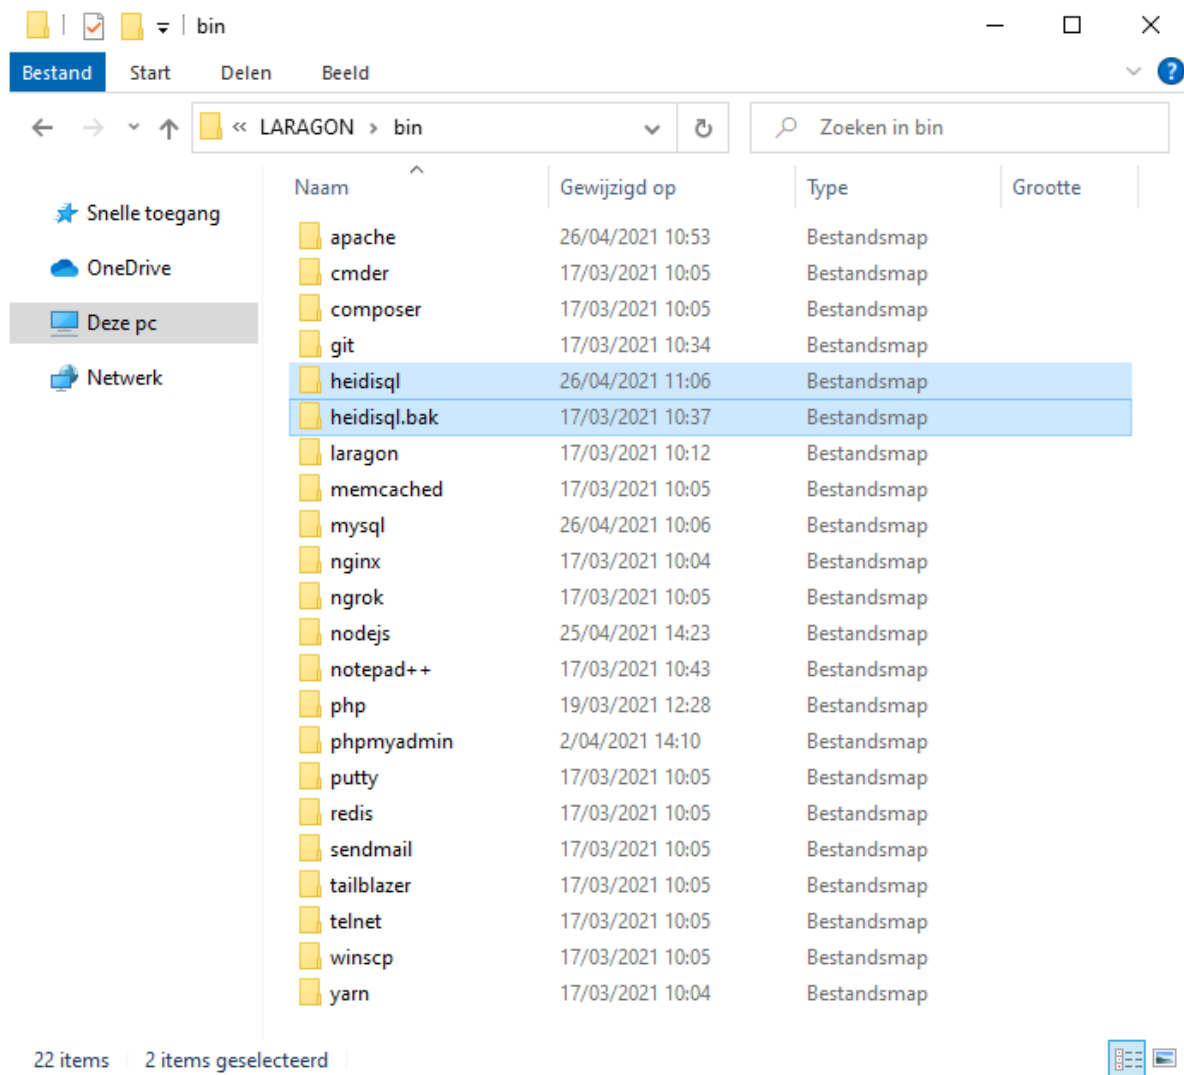 bin
Bestand Start Delen Beeld ?
« LARAGON > bin Zoeken in bin
Naam Gewijzigd op Type Grootte
Snelle toegang
OneDrive
Deze pc
Netwerk
apache 26/04/2021 10:53 Bestandsmap
cmder 17/03/2021 10:05 Bestandsmap
composer 17/03/2021 10:05 Bestandsmap
git 17/03/2021 10:34 Bestandsmap
heidisql 26/04/2021 11:06 Bestandsmap
heidisql.bak 17/03/2021 10:37 Bestandsmap
laragon 17/03/2021 10:12 Bestandsmap
memcached 17/03/2021 10:05 Bestandsmap
mysql 26/04/2021 10:06 Bestandsmap
nginx 17/03/2021 10:04 Bestandsmap
ngrok 17/03/2021 10:05 Bestandsmap
nodejs 25/04/2021 14:23 Bestandsmap
notepad++ 17/03/2021 10:43 Bestandsmap
php 19/03/2021 12:28 Bestandsmap
phpmyadmin 2/04/2021 14:10 Bestandsmap
putty 17/03/2021 10:05 Bestandsmap
redis 17/03/2021 10:05 Bestandsmap
sendmail 17/03/2021 10:05 Bestandsmap
tailblazer 17/03/2021 10:05 Bestandsmap
telnet 17/03/2021 10:05 Bestandsmap
winscp 17/03/2021 10:05 Bestandsmap
yarn 17/03/2021 10:04 Bestandsmap
22 items 2 items geselecteerd